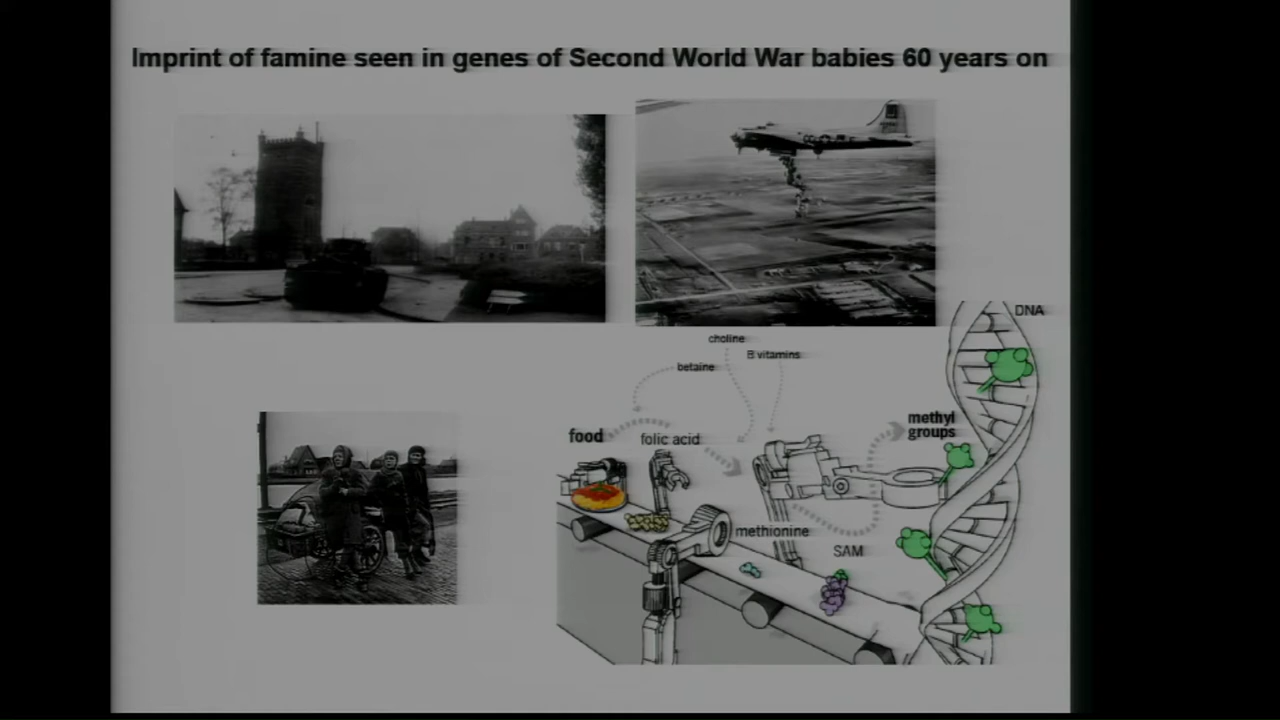 Imprint of famine seen in genes of Second World War babies 60 years on
DNA
choline
B vitamins
betaine
methyl
groups
food
folic acid
methionine
SAM